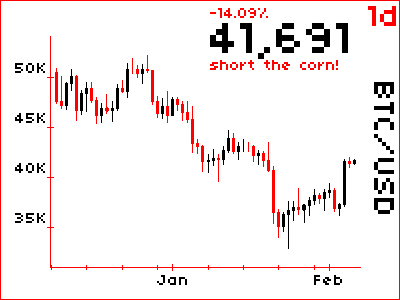 -14.09% 1d
41,691
short the corn!
50K
45K
40K
35K
BTC/USD
Jan Feb